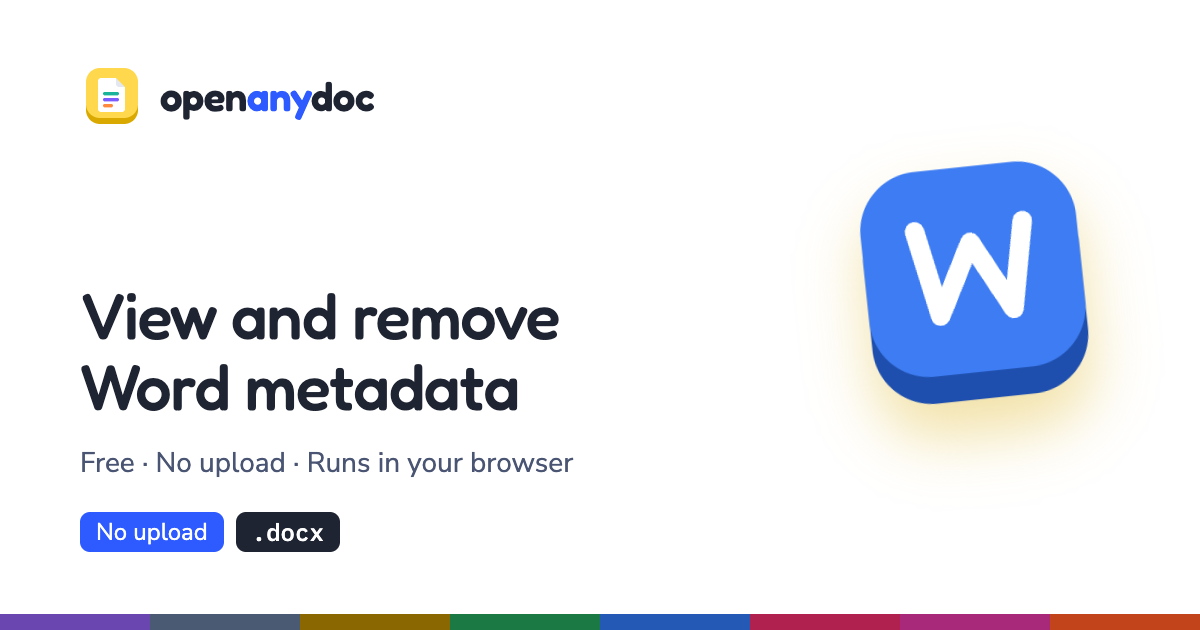 openanydoc
W
View and remove
Word metadata
Free · No upload · Runs in your browser
No upload
.docx